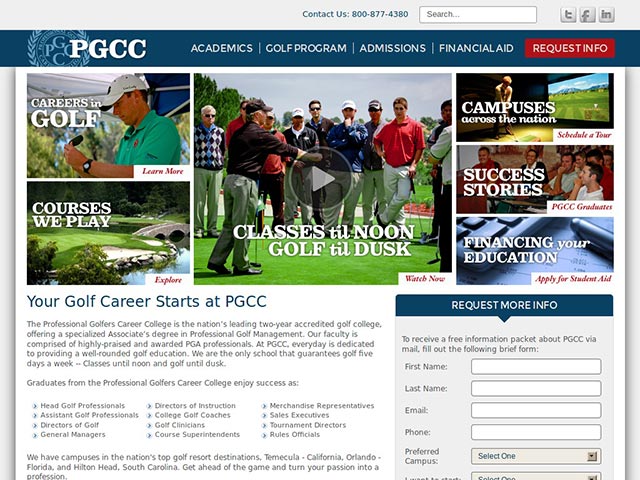 Contact Us: 800-877-4380
Search...
PGCC
ACADEMICS
GOLF PROGRAM
ADMISSIONS
FINANCIAL AID
REQUEST INFO
CAREERS in
GOLF
Learn More
COURSES
WE PLAY
Explore
CLASSES til NOON
GOLF til DUSK
Watch Now
CAMPUSES
across the nation
Schedule a Tour
SUCCESS
STORIES
PGCC Graduates
FINANCING your
EDUCATION
Apply for Student Aid
Your Golf Career Starts at PGCC
The Professional Golfers Career College is the nation's leading two-year accredited golf college,
offering a specialized Associate's degree in Professional Golf Management. Our faculty is
comprised of highly-praised and awarded PGA professionals. At PGCC, everyday is dedicated
to providing a well-rounded golf education. We are the only school that guarantees golf five
days a week -- Classes until noon and golf until dusk.
Graduates from the Professional Golfers Career College enjoy success as:
Head Golf Professionals
Assistant Golf Professionals
Directors of Golf
General Managers
Directors of Instruction
College Golf Coaches
Golf Clinicians
Course Superintendents
Merchandise Representatives
Sales Executives
Tournament Directors
Rules Officials
We have campuses in the nation's top golf resort destinations, Temecula - California, Orlando -
Florida, and Hilton Head, South Carolina. Get ahead of the game and turn your passion into a
profession.
REQUEST MORE INFO
To receive a free information packet about PGCC via
mail, fill out the following brief form:
First Name:
Last Name:
Email:
Phone:
Preferred
Campus:
Select One
I want to start:
Select One